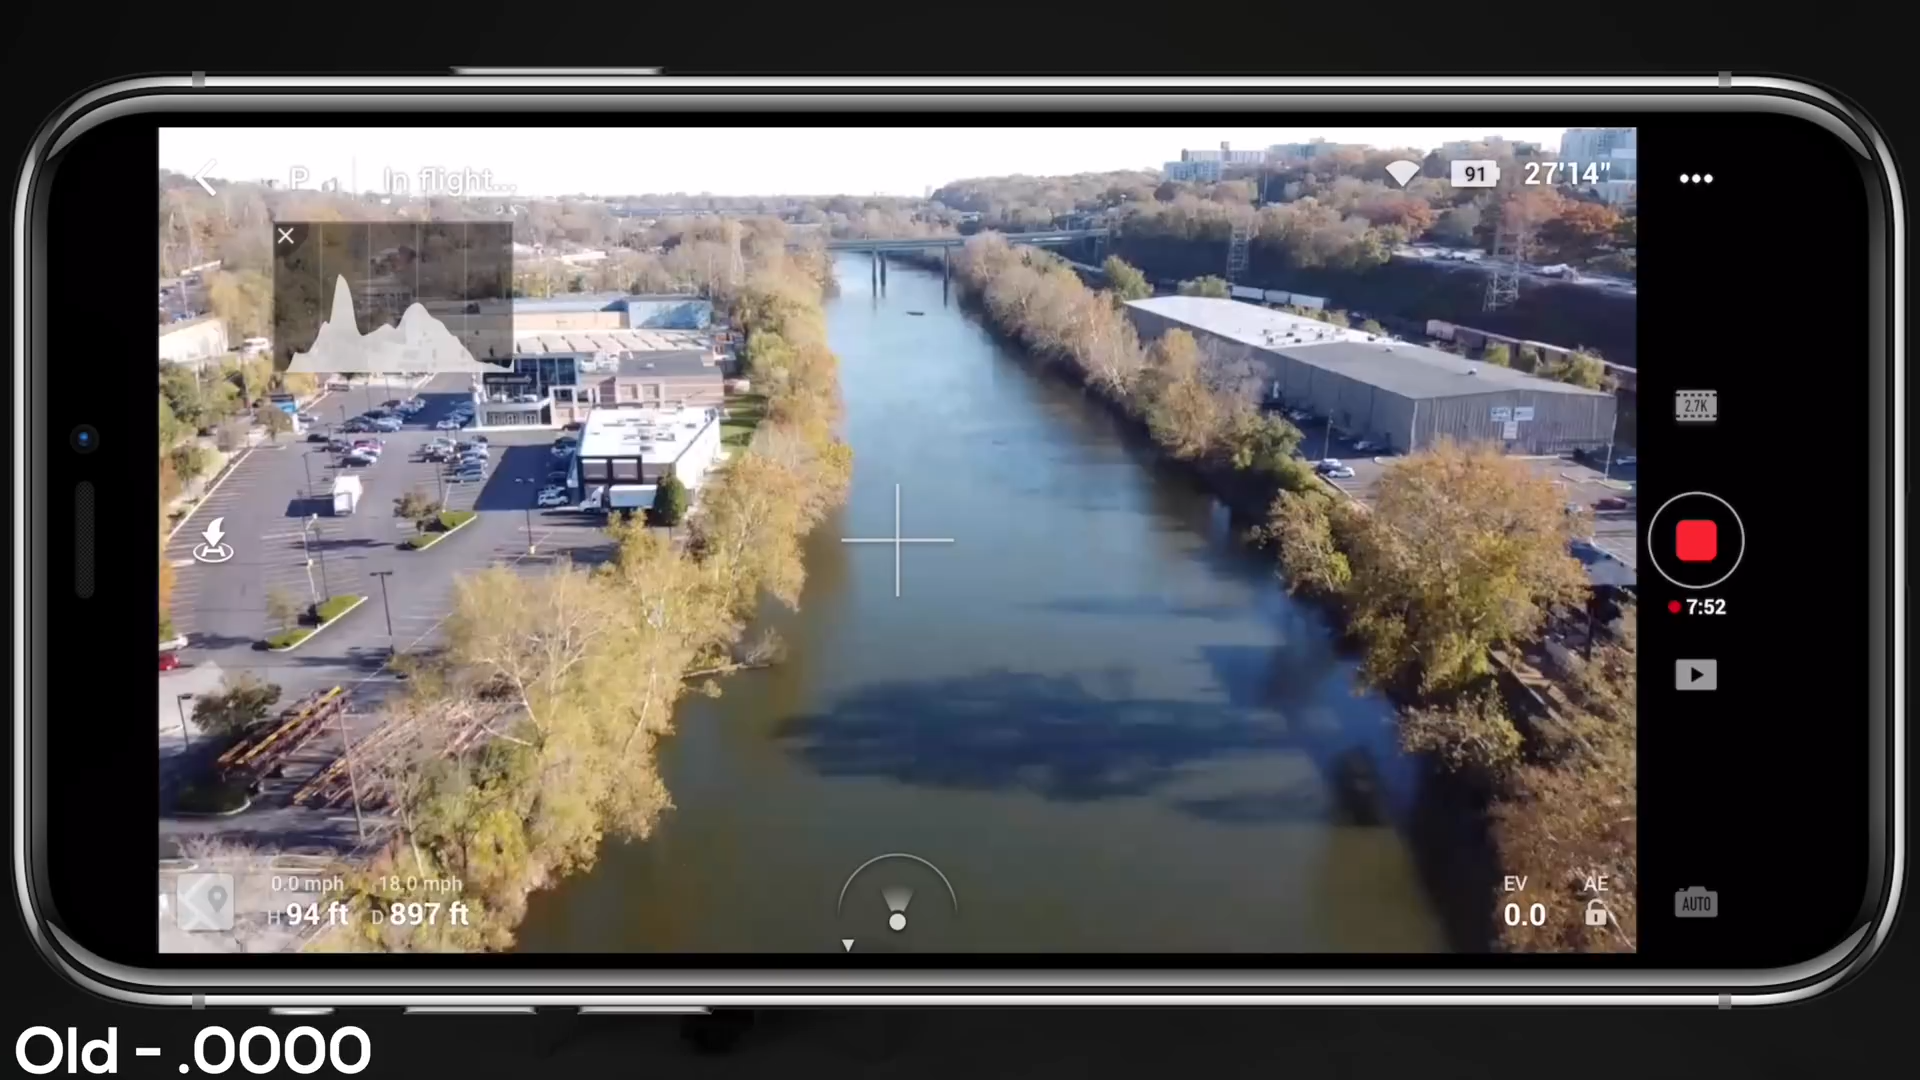 P In flight...
91 27'14"
2.7K
7:52
0.0 mph 18.0 mph
H 94 ft D 897 ft
EV AE
0.0
AUTO
Old - .0000